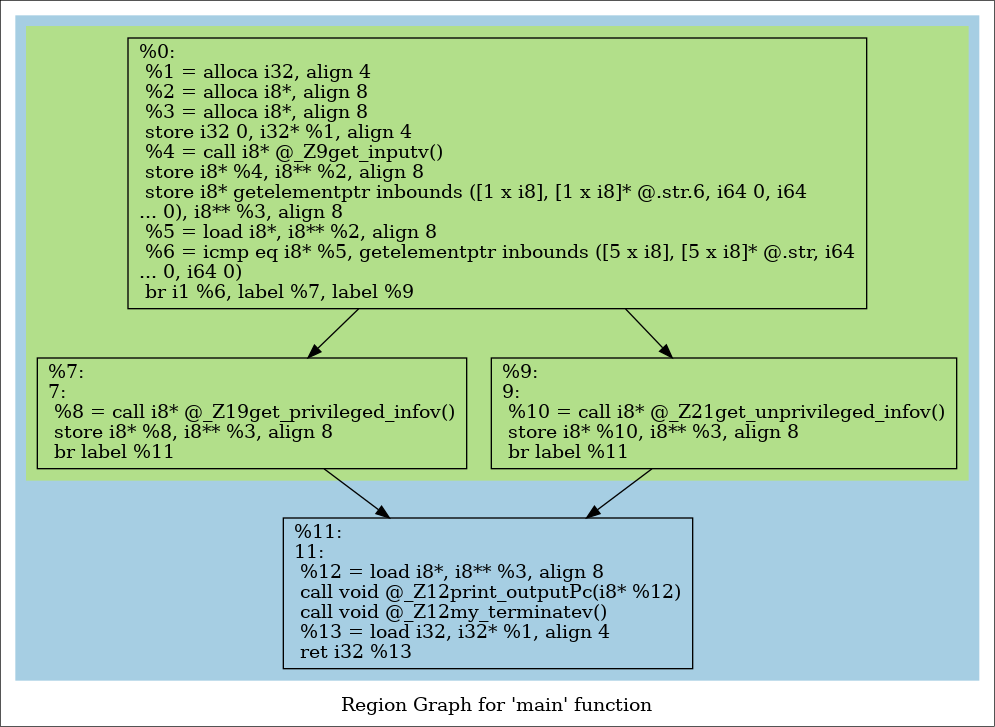 %0:
%1 = alloca i32, align 4
%2 = alloca i8*, align 8
%3 = alloca i8*, align 8
store i32 0, i32* %1, align 4
%4 = call i8* @_Z9get_inputv()
store i8* %4, i8** %2, align 8
store i8* getelementptr inbounds ([1 x i8], [1 x i8]* @.str.6, i64 0, i64
... 0), i8** %3, align 8
%5 = load i8*, i8** %2, align 8
%6 = icmp eq i8* %5, getelementptr inbounds ([5 x i8], [5 x i8]* @.str, i64
... 0, i64 0)
br i1 %6, label %7, label %9
%7:
7:
%8 = call i8* @_Z19get_privileged_infov()
store i8* %8, i8** %3, align 8
br label %11
%9:
9:
%10 = call i8* @_Z21get_unprivileged_infov()
store i8* %10, i8** %3, align 8
br label %11
%11:
11:
%12 = load i8*, i8** %3, align 8
call void @_Z12print_outputPc(i8* %12)
call void @_Z12my_terminatev()
%13 = load i32, i32* %1, align 4
ret i32 %13
Region Graph for 'main' function